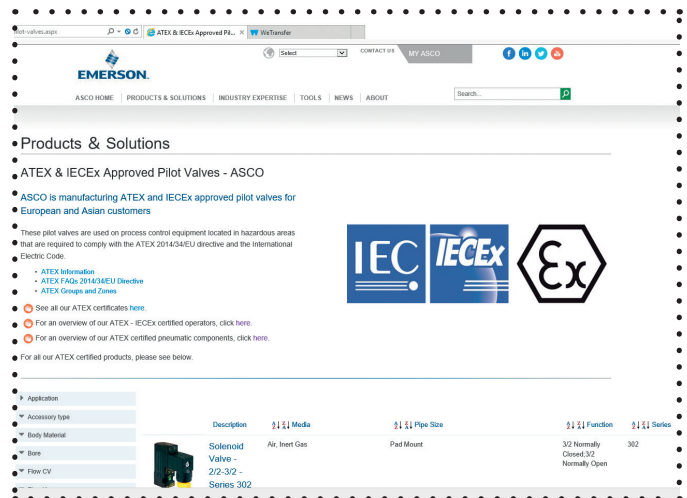 ilot-valves.aspx
ATEX & IECEx Approved Pil...
WeTransfer
Select
CONTACT US
MY ASCO
EMERSON.
ASCO HOME
PRODUCTS & SOLUTIONS
INDUSTRY EXPERTISE
TOOLS
NEWS
ABOUT
Search...
Products & Solutions
ATEX & IECEx Approved Pilot Valves - ASCO
ASCO is manufacturing ATEX and IECEx approved pilot valves for
European and Asian customers
These pilot valves are used on process control equipment located in hazardous areas
that are required to comply with the ATEX 2014/34/EU directive and the International
Electric Code.
• ATEX Information
• ATEX FAQs 2014/34/EU Directive
• ATEX Groups and Zones
See all our ATEX certificates here.
For an overview of our ATEX - IECEx certified operators, click here.
For an overview of our ATEX certified pneumatic components, click here.
For all our ATEX certified products, please see below.
IEC
IECEx
Ex
Application
Accessory type
Body Material
Bore
Flow CV
Description
Media
Pipe Size
Function
Series
Solenoid
Valve -
2/2-3/2 -
Series 302
Air, Inert Gas
Pad Mount
3/2 Normally
Closed;3/2
Normally Open
302